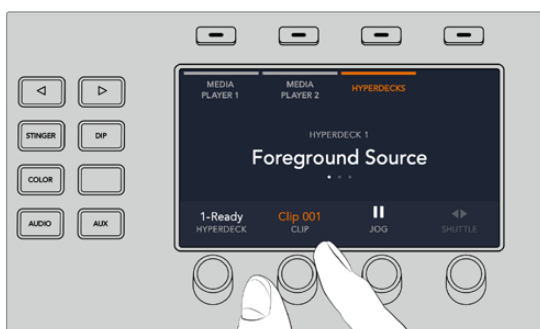 MEDIA
PLAYER 1
MEDIA
PLAYER 2
HYPERDECKS
HYPERDECK 1
Foreground Source
1-Ready
HYPERDECK
Clip 001
CLIP
JOG
SHUTTLE
STINGER
DIP
COLOR
AUDIO
AUX